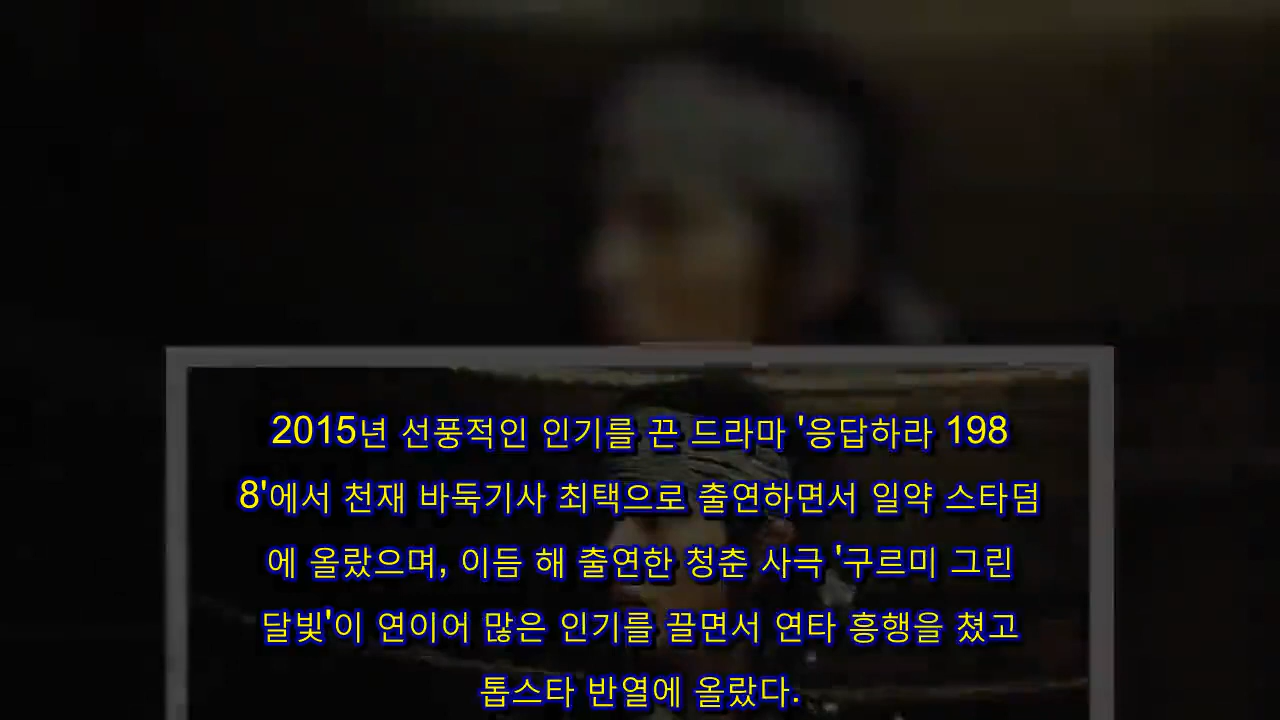 2015년 선풍적인 인기를 끈 드라마 '응답하라 198
8'에서 천재 바둑기사 최택으로 출연하면서 일약 스타덤
에 올랐으며, 이듬 해 출연한 청춘 사극 '구르미 그린
달빛'이 연이어 많은 인기를 끌면서 연타 흥행을 쳤고
톱스타 반열에 올랐다.